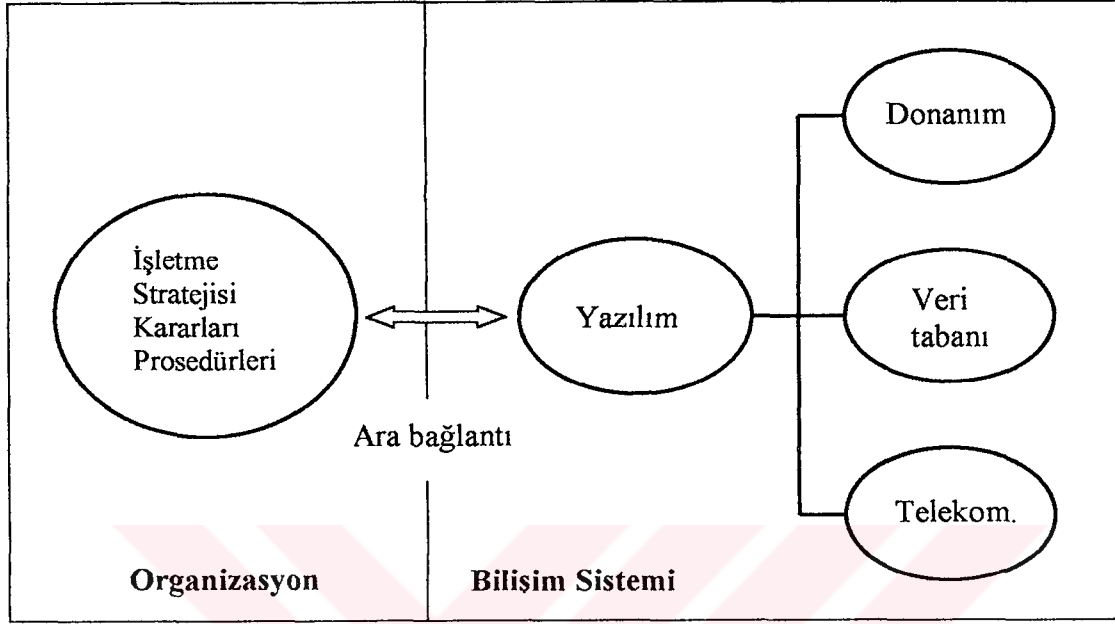 İşletme
Stratejisi
Kararları
Prosedürleri
Ara bağlantı
Organizasyon
Yazılım
Donanım
Veri
tabanı
Telekom.
Bilişim Sistemi